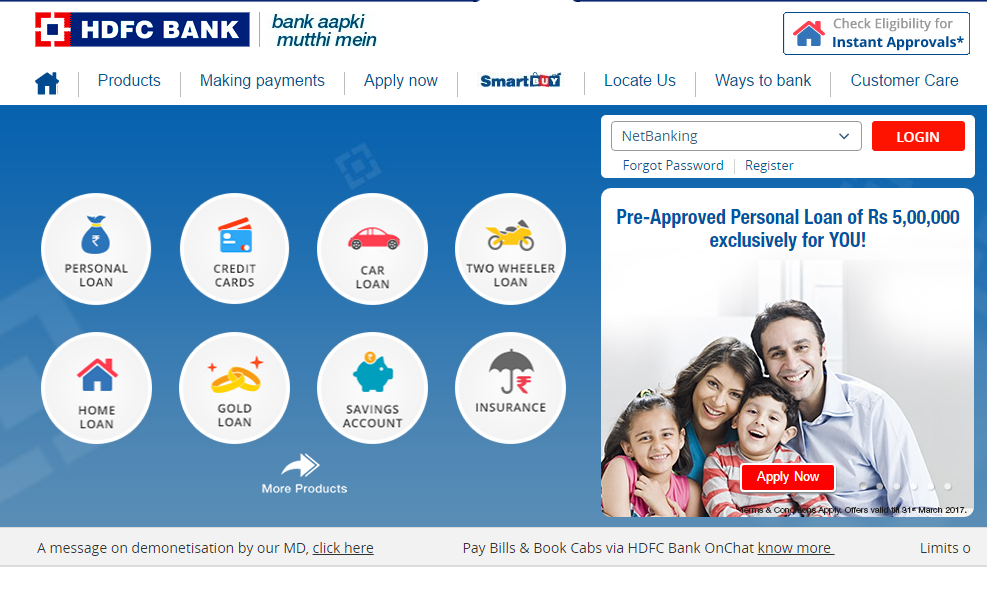 HDFC BANK
bank aapki
mutthi mein
Check Eligibility for
Instant Approvals*
Products
Making payments
Apply now
SmartBUY
Locate Us
Ways to bank
Customer Care
NetBanking
LOGIN
Forgot Password
Register
PERSONAL
LOAN
CREDIT
CARDS
CAR
LOAN
TWO WHEELER
LOAN
HOME
LOAN
GOLD
LOAN
SAVINGS
ACCOUNT
INSURANCE
More Products
Pre-Approved Personal Loan of Rs 5,00,000
exclusively for YOU!
Apply Now
*Terms & Conditions Apply. Offers valid till 31st March 2017.
A message on demonetisation by our MD, click here
Pay Bills & Book Cabs via HDFC Bank OnChat know more
Limits o